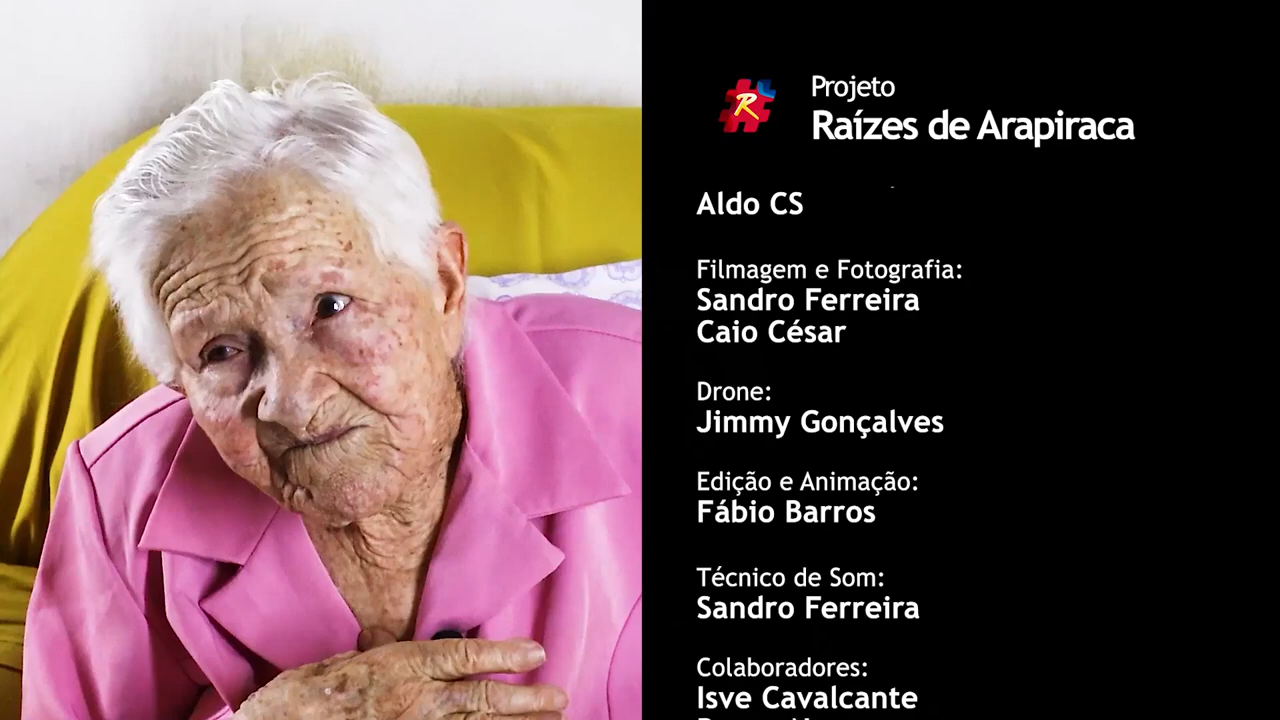 R
Projeto
Raízes de Arapiraca
Aldo CS
Filmagem e Fotografia:
Sandro Ferreira
Caio César
Drone:
Jimmy Gonçalves
Edição e Animação:
Fábio Barros
Técnico de Som:
Sandro Ferreira
Colaboradores:
Isve Cavalcante